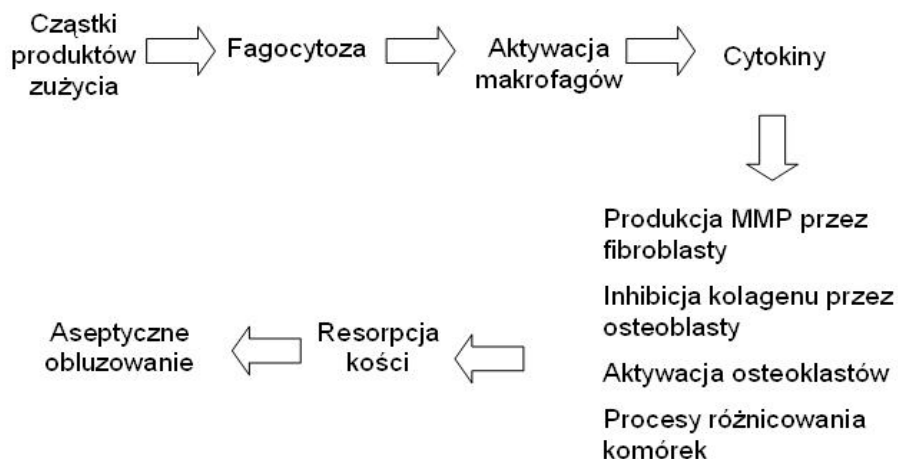 Cząstki
produktów
zużycia
Fagocytoza
Aktywacja
makrofagów
Cytokiny
Produkcja MMP przez
fibroblasty
Inhibicja kolagenu przez
osteoblasty
Aktywacja osteoklastów
Procesy różnicowania
komórek
Resorpcja
kości
Aseptyczne
obluzowanie